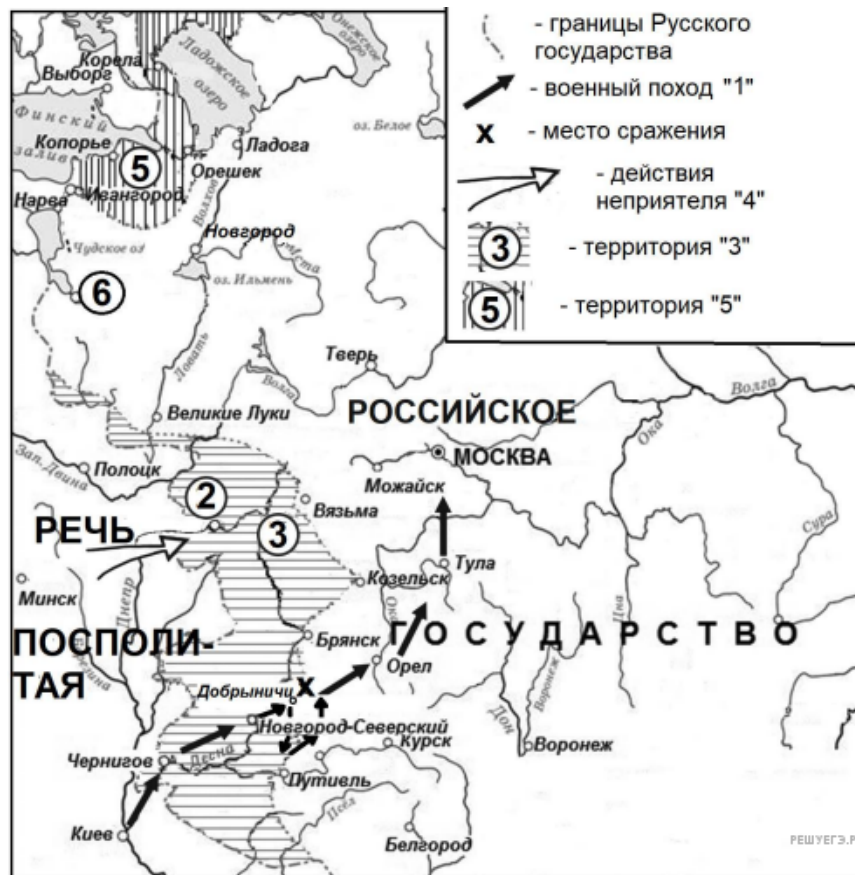 - границы Русского
государства
- военный поход "1"
x - место сражения
- действия
неприятеля "4"
3 - территория "3"
5 - территория "5"
Онежское
озеро
Ладожское
озеро
Корела
Выборг
Финский
залив
Копорье
Ладога
оз. Белое
5
Орешек
Нарва
Ивангород
Волхов
Новгород
Чудское оз
Мста
оз. Ильмень
6
Тверь
Ловать
Волга
Волга
Великие Луки
РОССИЙСКОЕ
Ока
МОСКВА
Зап. Двина
Полоцк
Можайск
2
Вязьма
Сура
РЕЧЬ
3
Тула
Минск
Днепр
Козельск
Ока
Цна
ПОСПОЛИ-
ТАЯ
Березина
Брянск
ГОСУДАРСТВО
Орел
Добрыничи
x
Воронеж
Дон
Новгород-Северский
Чернигов
Десна
Курск
Воронеж
Путивль
Псёл
Киев
Белгород
РЕШУЕГЭ.Р